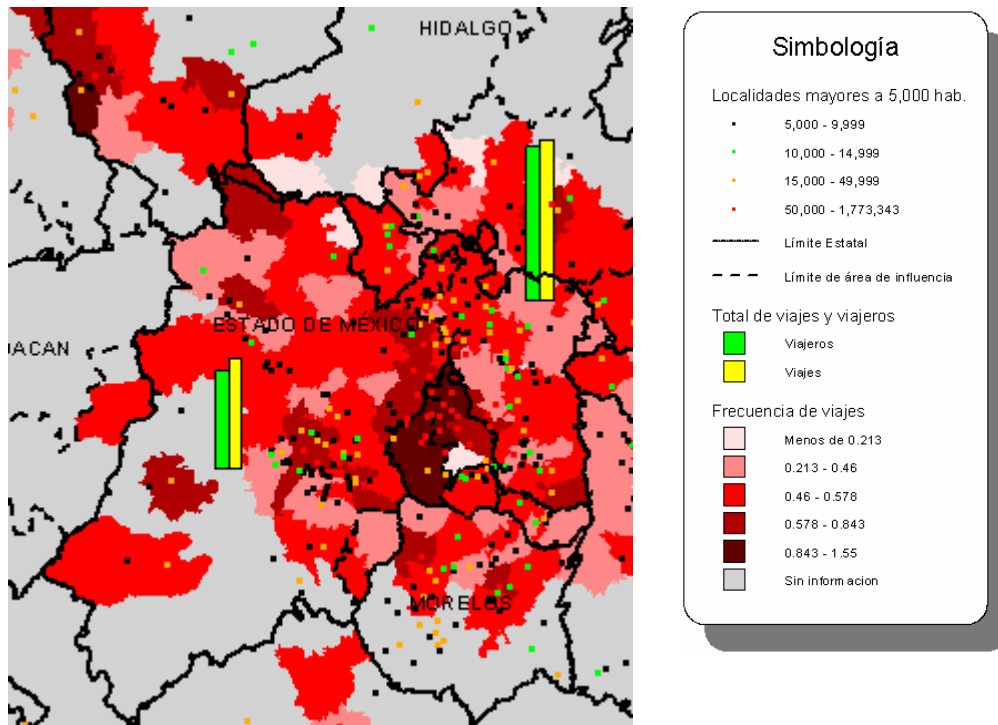 HIDALGO
ESTADO DE MÉXICO
OACAN
MORELOS
Simbología
Localidades mayores a 5,000 hab.
5,000 - 9,999
10,000 - 14,999
15,000 - 49,999
50,000 - 1,773,343
Límite Estatal
Límite de área de influencia
Total de viajes y viajeros
Viajeros
Viajes
Frecuencia de viajes
Menos de 0.213
0.213 - 0.46
0.46 - 0.578
0.578 - 0.843
0.843 - 1.55
Sin informacion